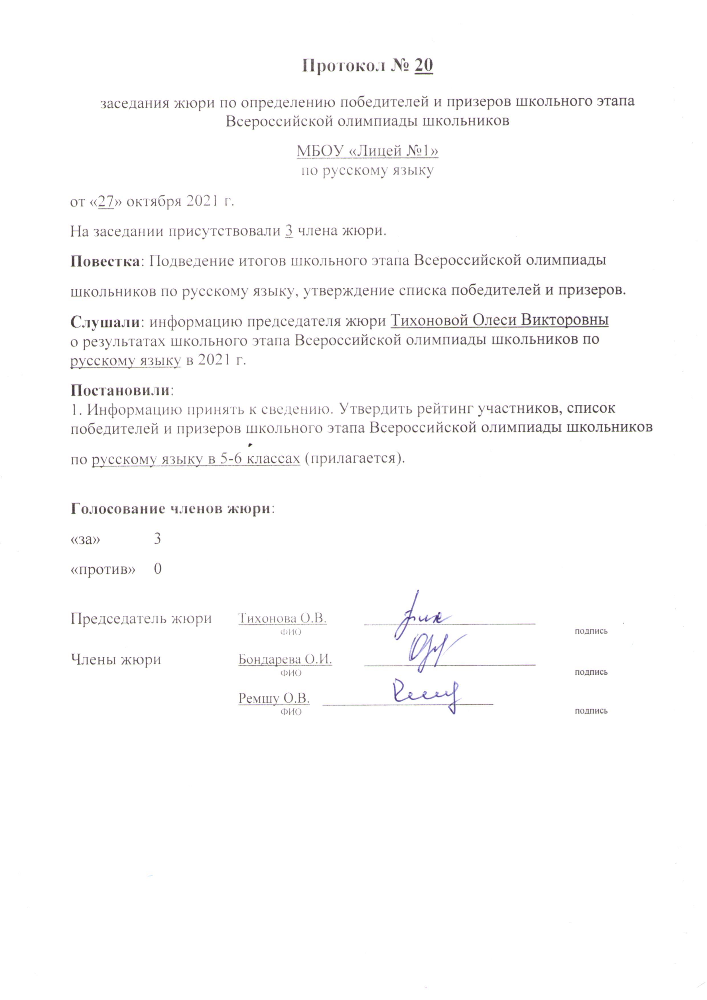 Протокол № 20
заседания жюри по определению победителей и призеров школьного этапа
Всероссийской олимпиады школьников
МБОУ «Лицей №1»
по русскому языку
от «27» октября 2021 г.
На заседании присутствовали 3 члена жюри.
Повестка: Подведение итогов школьного этапа Всероссийской олимпиады
школьников по русскому языку, утверждение списка победителей и призеров.
Слушали: информацию председателя жюри Тихоновой Олеси Викторовны
о результатах школьного этапа Всероссийской олимпиады школьников по
русскому языку в 2021 г.
Постановили:
1. Информацию принять к сведению. Утвердить рейтинг участников, список
победителей и призеров школьного этапа Всероссийской олимпиады школьников
по русскому языку в 5-6 классах (прилагается).
Голосование членов жюри:
«за» 3
«против» 0
Председатель жюри Тихонова О.В.
ФИО подпись
Члены жюри Бондарева О.И.
ФИО подпись
Ремшу О.В.
ФИО подпись